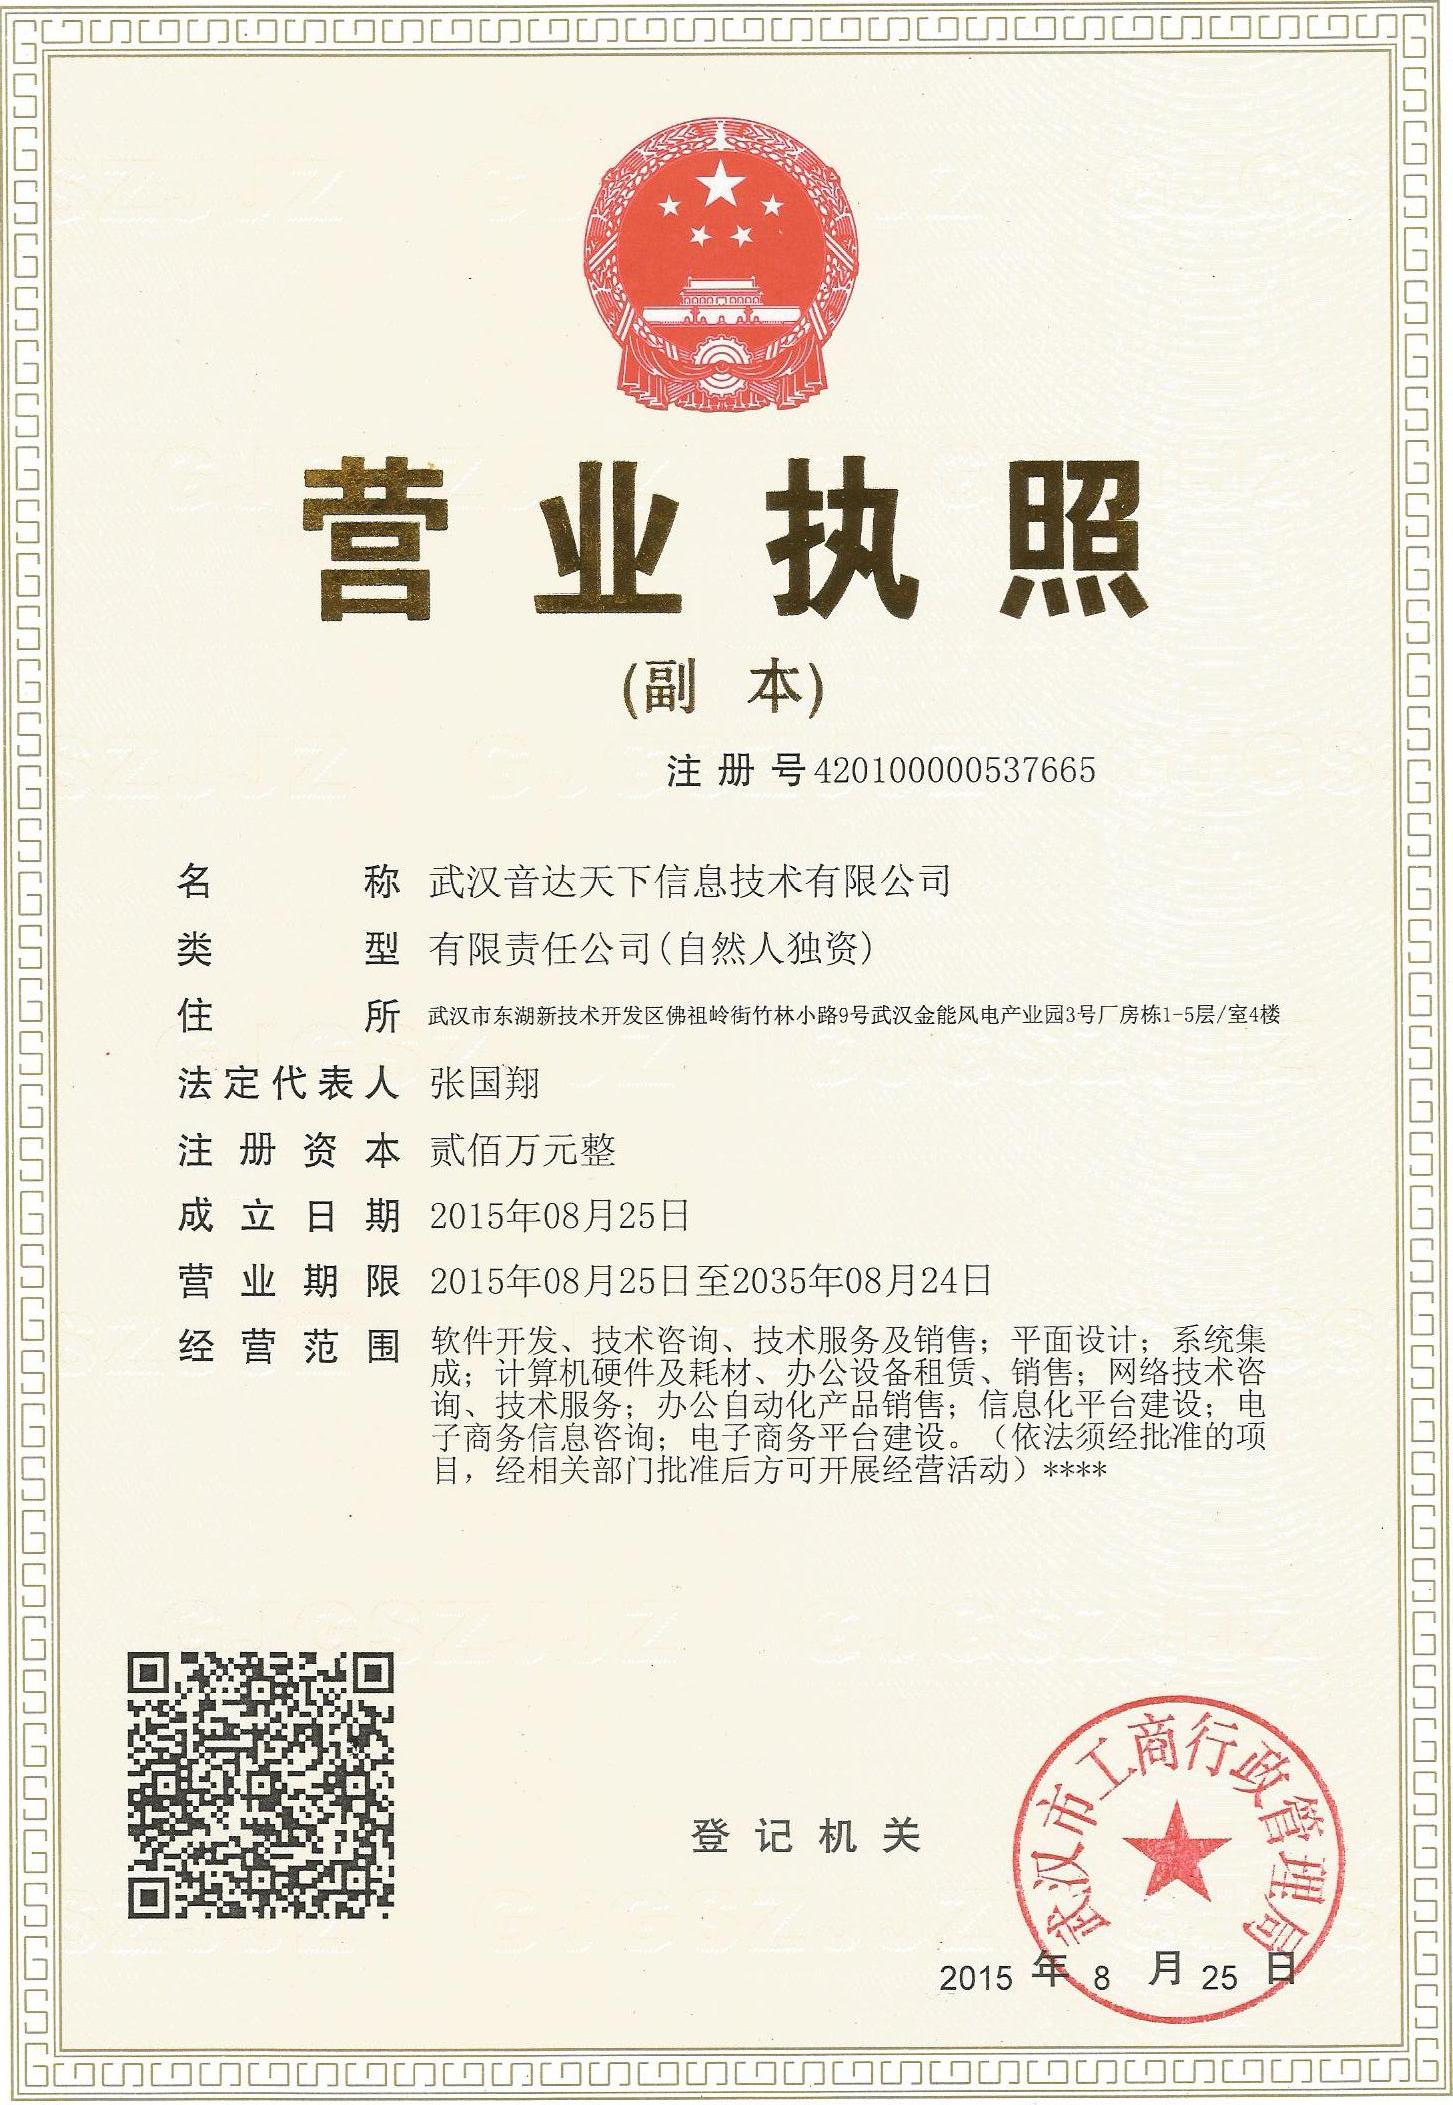 营业执照
(副 本)
注册号420100000537665
名称 武汉音达天下信息技术有限公司
类型 有限责任公司(自然人独资)
住所 武汉市东湖新技术开发区佛祖岭街竹林小路9号武汉金能风电产业园3号厂房栋1-5层/室4楼
法定代表人 张国翔
注册资本 贰佰万元整
成立日期 2015年08月25日
营业期限 2015年08月25日至2035年08月24日
经营范围 软件开发、技术咨询、技术服务及销售；平面设计；系统集
成；计算机硬件及耗材、办公设备租赁、销售；网络技术咨
询、技术服务；办公自动化产品销售；信息化平台建设；电
子商务信息咨询；电子商务平台建设。（依法须经批准的项
目，经相关部门批准后方可开展经营活动）****
武汉市工商行政管理局
登记机关
2015 年 8 月 25 日